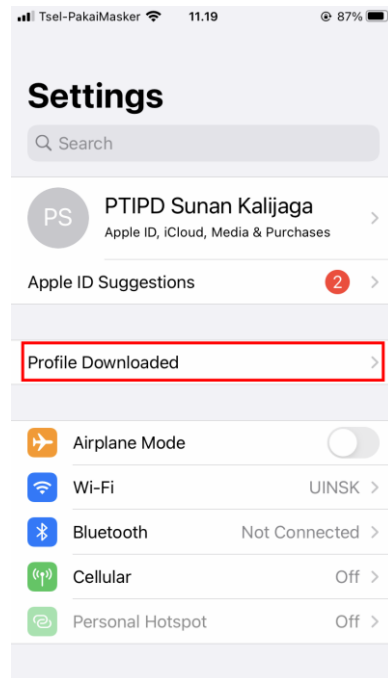 Tsel-PakaiMasker 11.19 87%
Settings
Search
PS
PTIPD Sunan Kalijaga
Apple ID, iCloud, Media & Purchases
Apple ID Suggestions 2
Profile Downloaded
Airplane Mode
Wi-Fi UINSK
Bluetooth Not Connected
Cellular Off
Personal Hotspot Off